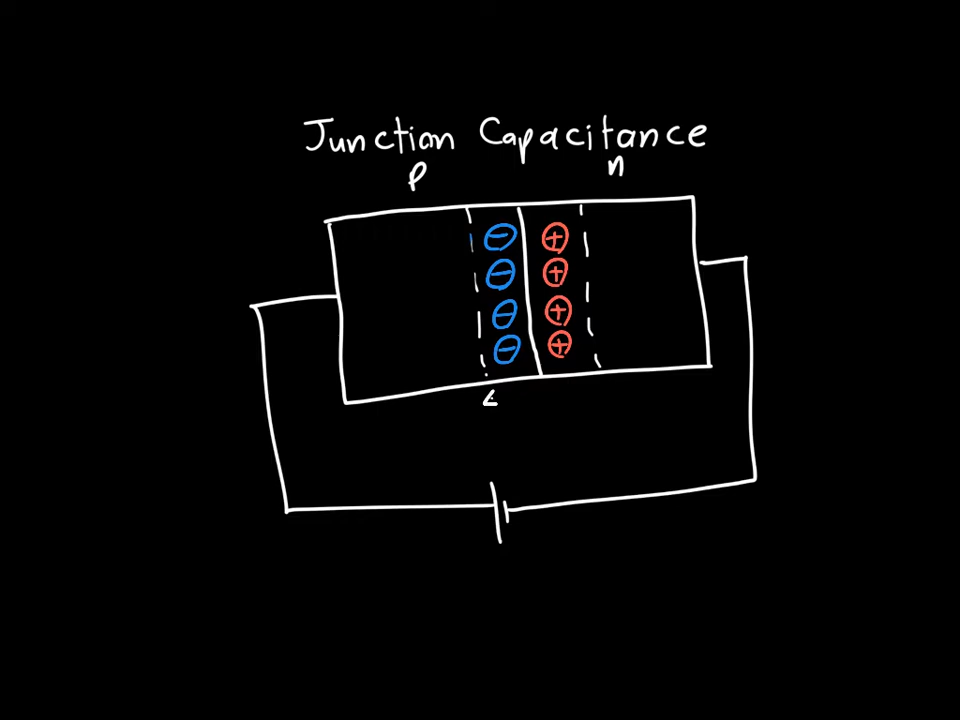 Junction Capacitance
p n
⊖ ⊕
⊖ ⊕
⊖ ⊕
⊖ ⊕